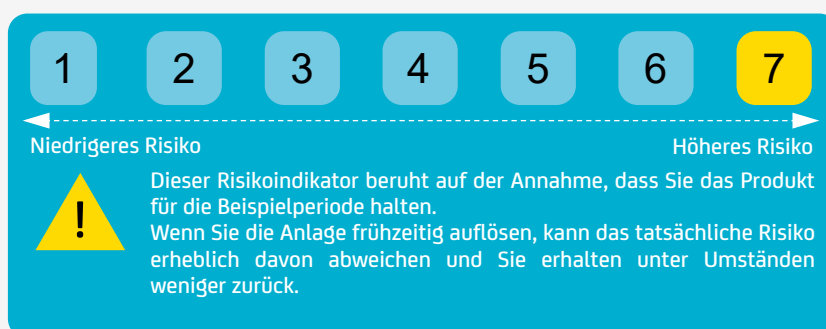 1 2 3 4 5 6 7
Niedrigeres Risiko Höheres Risiko
!
Dieser Risikoindikator beruht auf der Annahme, dass Sie das Produkt
für die Beispielperiode halten.
Wenn Sie die Anlage frühzeitig auflösen, kann das tatsächliche Risiko
erheblich davon abweichen und Sie erhalten unter Umständen
weniger zurück.